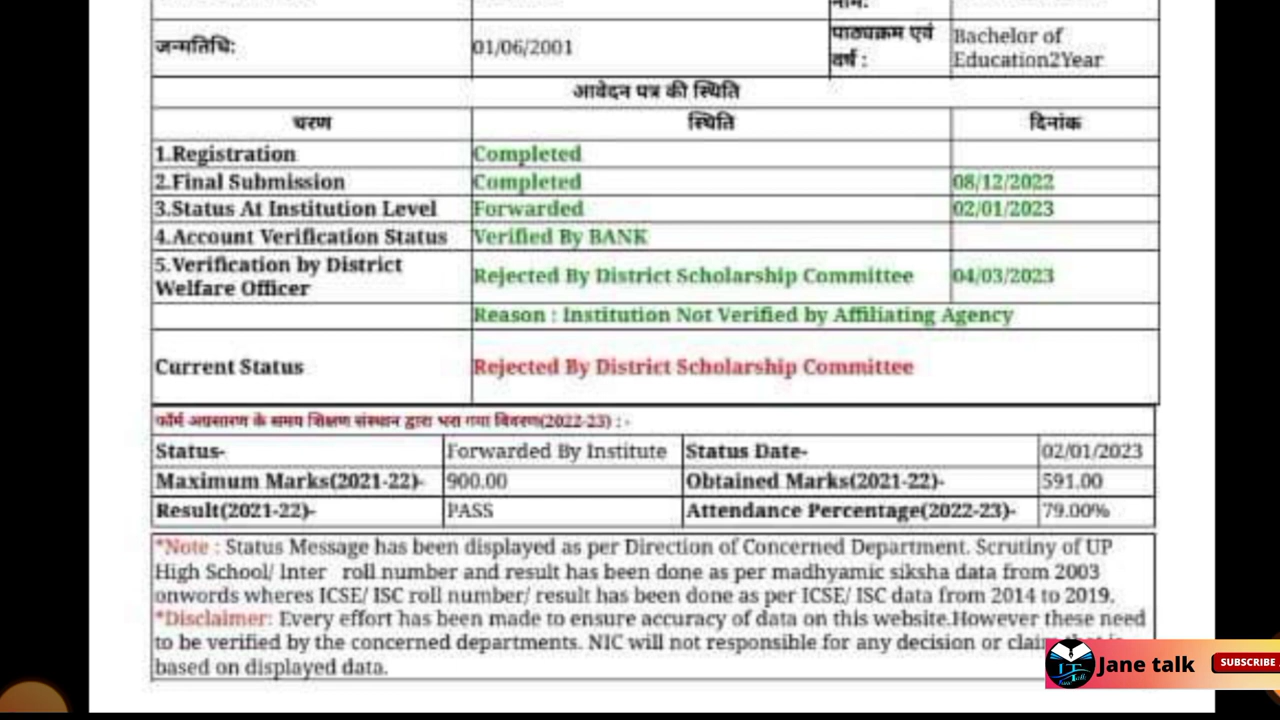 नाम:
जन्मतिथि: 01/06/2001 पाठ्यक्रम एवं वर्ष : Bachelor of Education2Year
आवेदन पत्र की स्थिति
चरण स्थिति दिनांक
1.Registration Completed
2.Final Submission Completed 08/12/2022
3.Status At Institution Level Forwarded 02/01/2023
4.Account Verification Status Verified By BANK
5.Verification by District
Welfare Officer Rejected By District Scholarship Committee 04/03/2023
Reason : Institution Not Verified by Affiliating Agency
Current Status Rejected By District Scholarship Committee
फॉर्म अग्रसारण के समय शिक्षण संस्थान द्वारा भरा गया विवरण(2022-23) : -
Status- Forwarded By Institute Status Date- 02/01/2023
Maximum Marks(2021-22)- 900.00 Obtained Marks(2021-22)- 591.00
Result(2021-22)- PASS Attendance Percentage(2022-23)- 79.00%
*Note : Status Message has been displayed as per Direction of Concerned Department. Scrutiny of UP
High School/ Inter roll number and result has been done as per madhyamic siksha data from 2003
onwords wheres ICSE/ ISC roll number/ result has been done as per ICSE/ ISC data from 2014 to 2019.
*Disclaimer: Every effort has been made to ensure accuracy of data on this website.However these need
to be verified by the concerned departments. NIC will not responsible for any decision or
based on displayed data.
Jane talk SUBSCRIBE